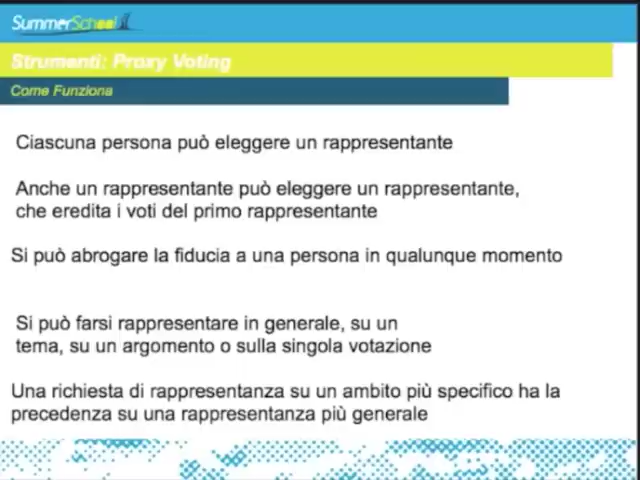 SummerSchool
Strumenti: Proxy Voting
Come Funziona
Ciascuna persona può eleggere un rappresentante
Anche un rappresentante può eleggere un rappresentante,
che eredita i voti del primo rappresentante
Si può abrogare la fiducia a una persona in qualunque momento
Si può farsi rappresentare in generale, su un
tema, su un argomento o sulla singola votazione
Una richiesta di rappresentanza su un ambito più specifico ha la
precedenza su una rappresentanza più generale